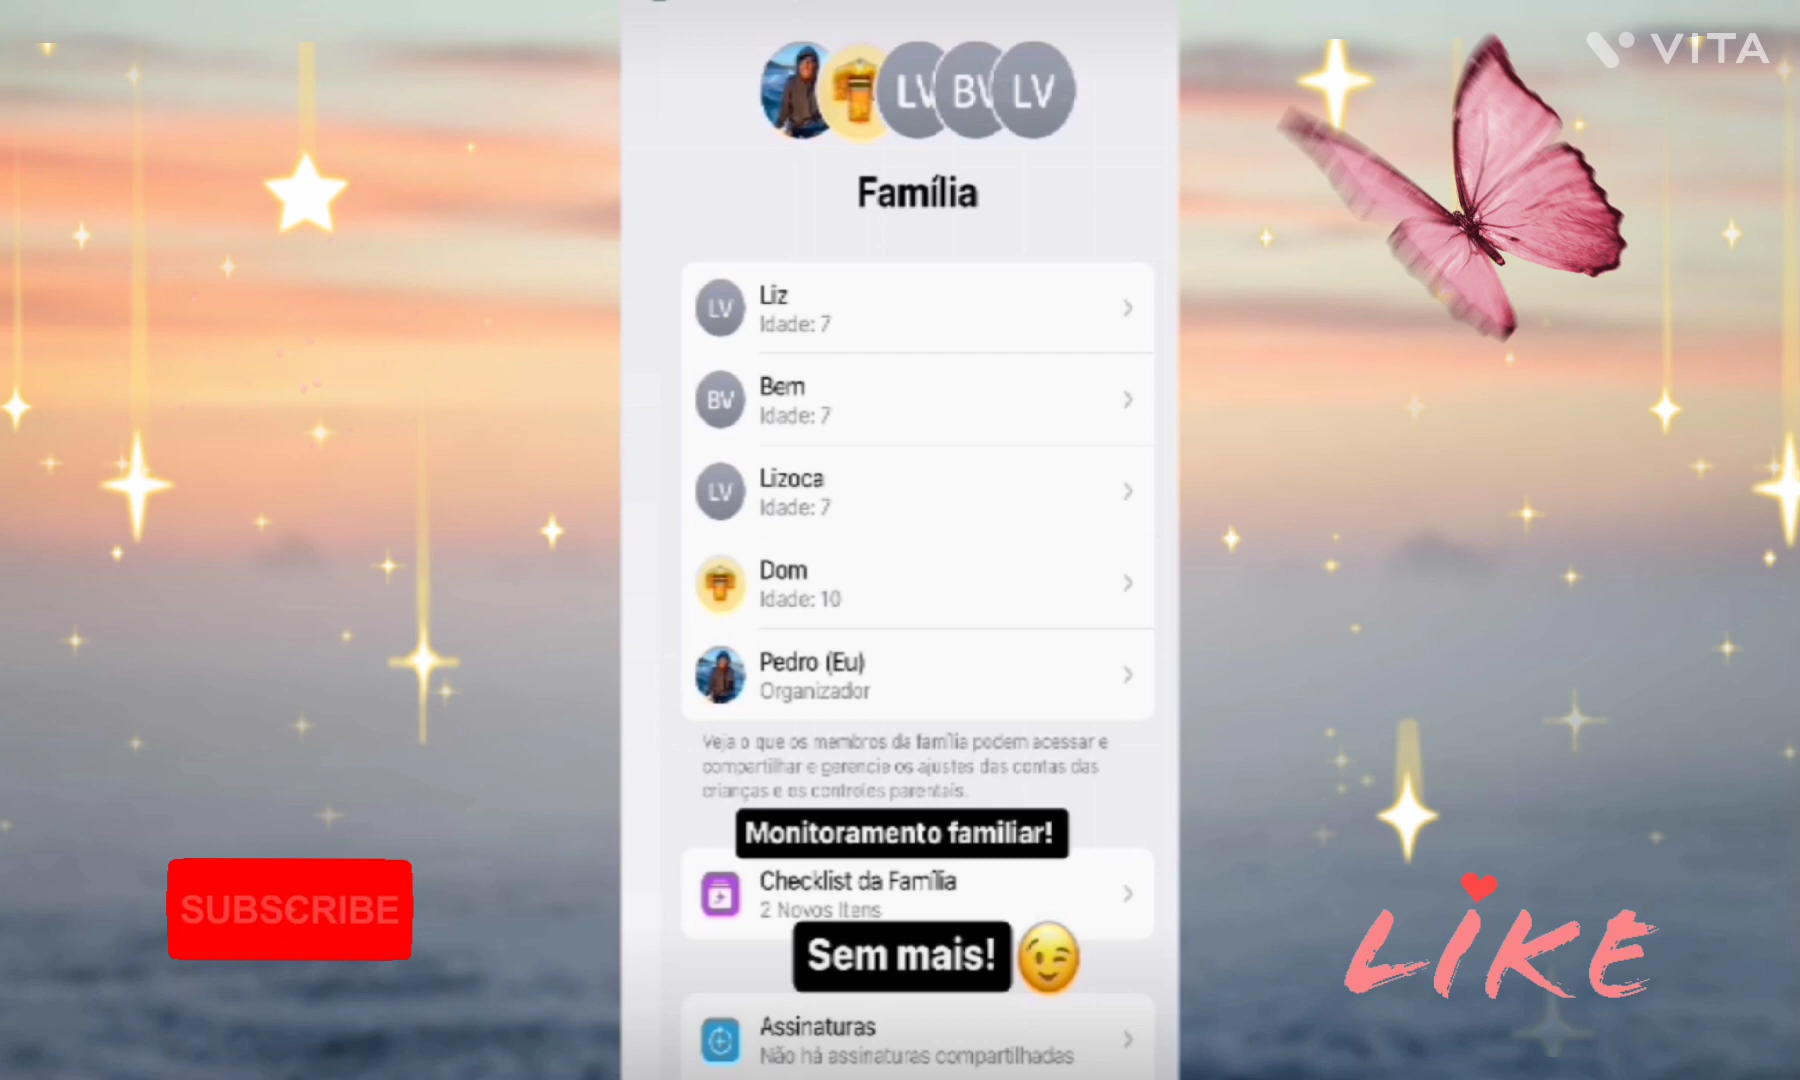 VITA
LV BV LV
Família
LV Liz
Idade: 7
BV Bem
Idade: 7
LV Lizoca
Idade: 7
Dom
Idade: 10
Pedro (Eu)
Organizador
Veja o que os membros da família podem acessar e
compartilhar e gerencie os ajustes das contas das
crianças e os controles parentais.
Monitoramento familiar!
Checklist da Família
2 Novos Itens
SUBSCRIBE
LIKE
Sem mais!
Assinaturas
Não há assinaturas compartilhadas